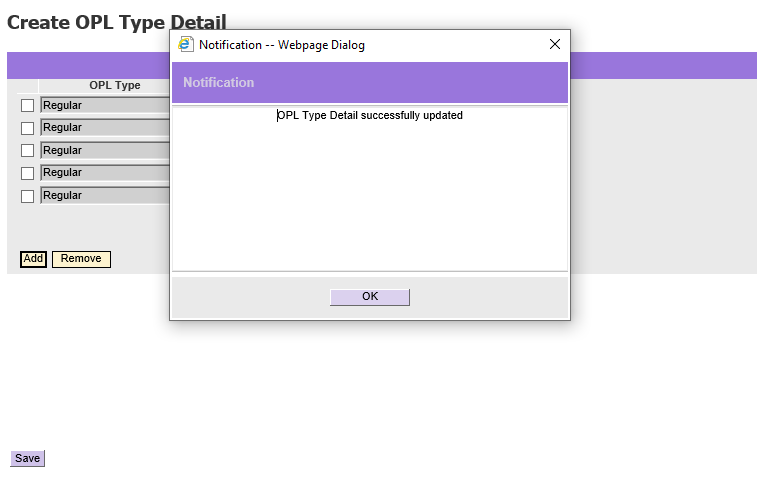 Create OPL Type Detail
Notification -- Webpage Dialog
Notification
OPL Type Detail successfully updated
OK
OPL Type
Regular
Regular
Regular
Regular
Regular
Add Remove
Save